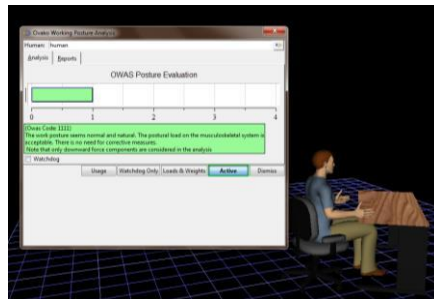 Ovako Working Posture Analysis
Human: human
Analysis Reports
OWAS Posture Evaluation
0 1 2 3 4
(Owas Code: 1111)
The work posture seems normal and natural. The postural load on the musculoskeletal system is
acceptable. There is no need for corrective measures.
Note that only downward force components are considered in the analysis
Watchdog
Usage Watchdog Only Loads & Weights Active Dismiss